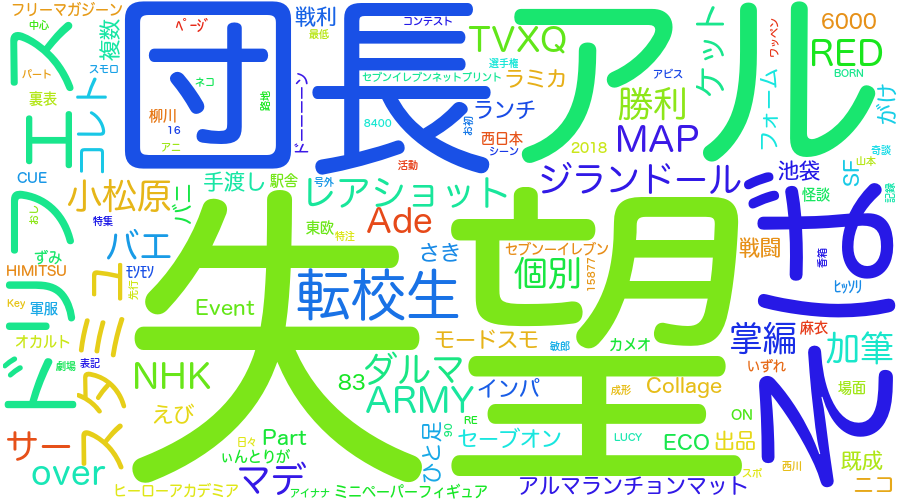 フリーマガジーン
ページ
中心
団長
戦利
最低
コンテスト
TVXQ
選手権
アル
ケット
ワッペン
6000
RED
BORN
フェス
パート
スモロ
複数
コレト
裏表
ネコ
路地
ドーーーーン
セブンイレブンネットプリント
ラミカ
アビス
柳川
16
アニ
8400
お初
ランチ
西日本
シーン
勝利
MAP
2018
フォーム
がけ
奇談
山本
SF
CUE
小松原
バニ
手渡し
駅舎
号外
活動
レアショット
ジランドール
池袋
怪談
記録
おし
特集
東欧
特注
Ade
ずみ
バエ
モソモソ
さき
セブンーイレブン
個別
15877
戦闘
香箱
HIMITSU
ミュ
先行
転校生
ヒッソリ
Key
軍服
Event
失望
オカルト
モードスモ
敏郎
カメオ
掌編
麻衣
加筆
劇場
表記
NHK
83
ダルマ
インパ
成形
Collage
いずれ
場面
ドリ
スタ
えび
ARMY
RE
06
ON
サー
日々
Part
セーブオン
LUCY
ECO
出品
既成
over
ぃんとりが
マデ
スポ
西川
ニコ
ヒーローアカデミア
アイナナ
ミニペーパーフィギュア
アルマランチョンマット